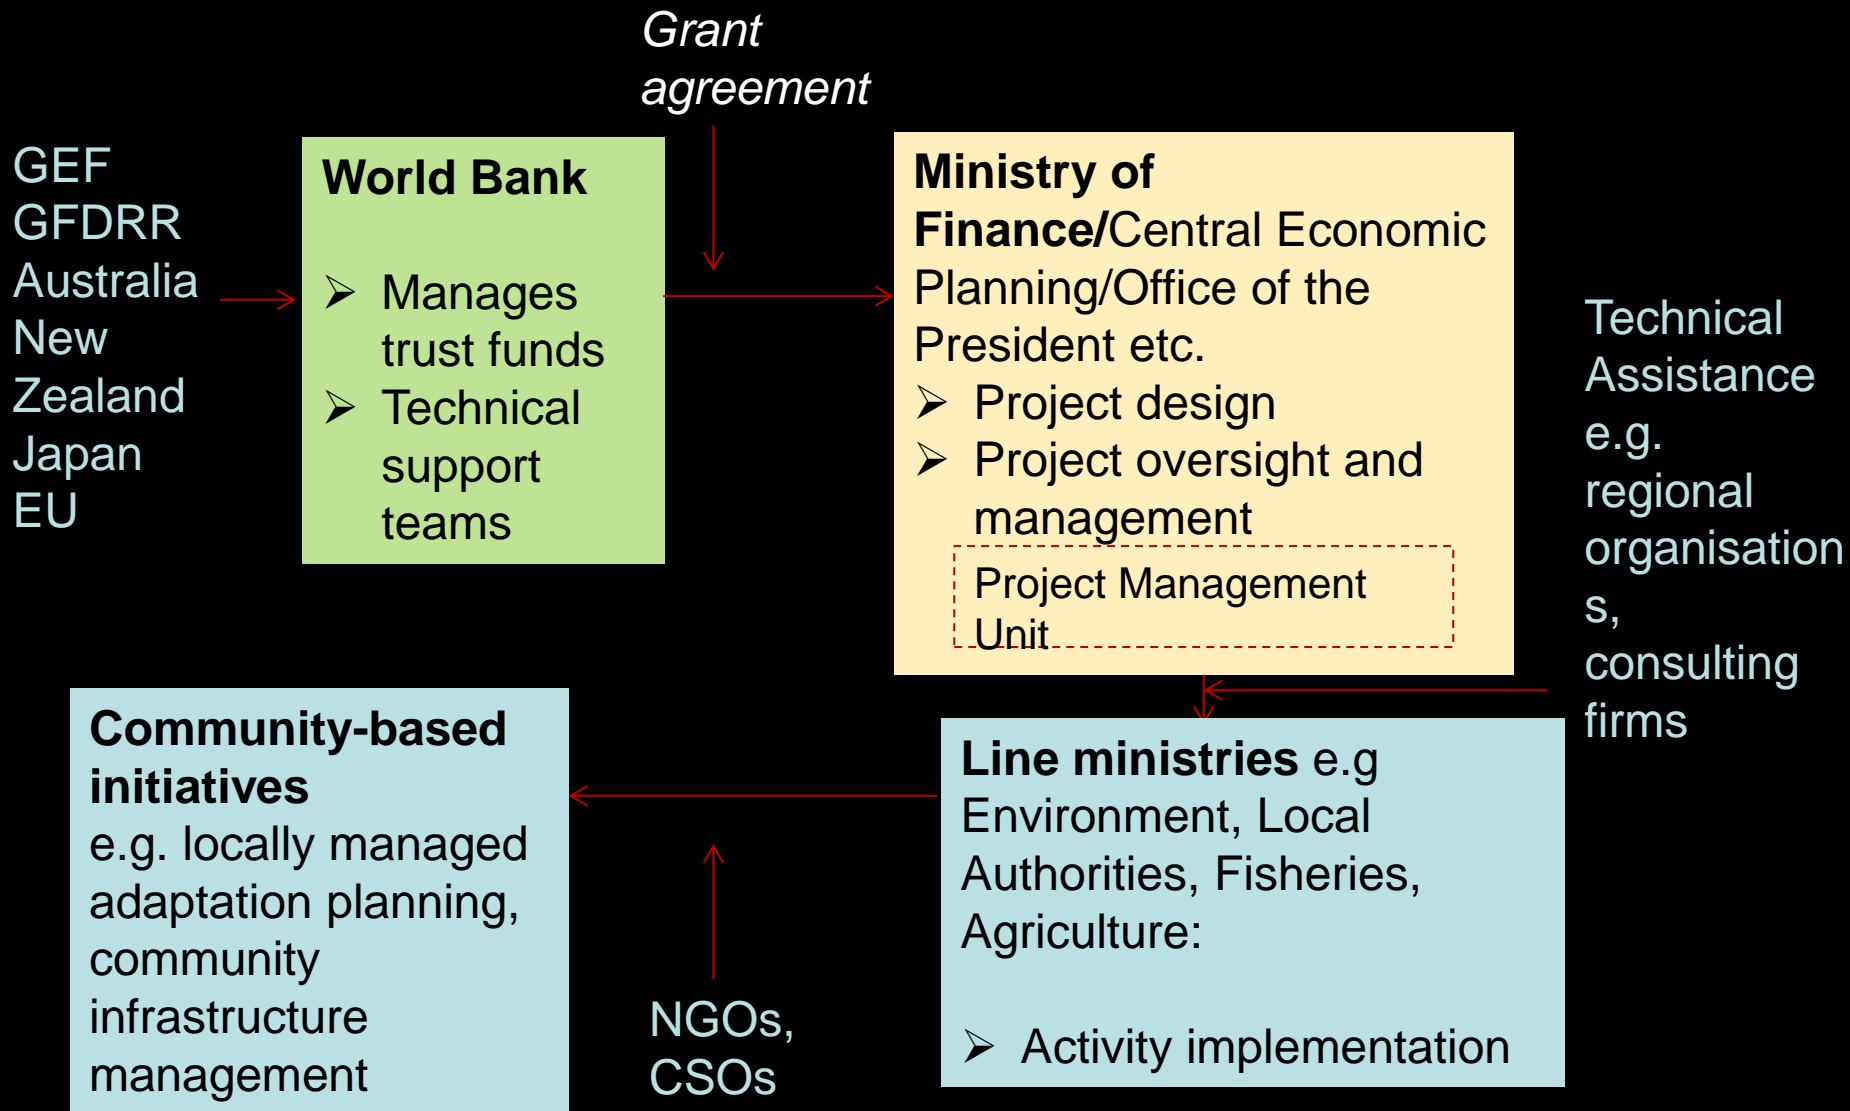 Grant
agreement
GEF
GFDRR
Australia
New
Zealand
Japan
EU
World Bank
➢ Manages
trust funds
➢ Technical
support
teams
Ministry of
Finance/Central Economic
Planning/Office of the
President etc.
➢ Project design
➢ Project oversight and
management
Project Management
Unit
Technical
Assistance
e.g.
regional
organisation
s,
consulting
firms
Community-based
initiatives
e.g. locally managed
adaptation planning,
community
infrastructure
management
NGOs,
CSOs
Line ministries e.g
Environment, Local
Authorities, Fisheries,
Agriculture:
➢ Activity implementation